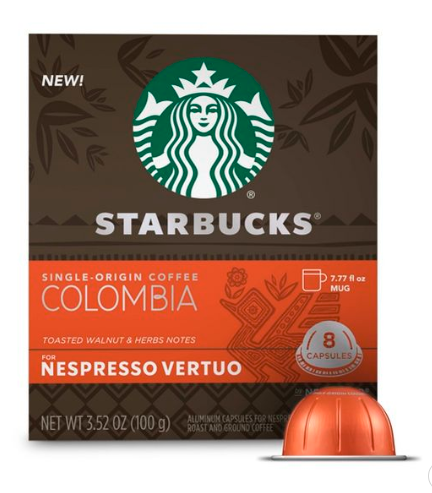 NEW!
®
STARBUCKS®
SINGLE-ORIGIN COFFEE
COLOMBIA
7.77 fl oz
MUG
TOASTED WALNUT & HERBS NOTES
8
CAPSULES
FOR
NESPRESSO VERTUO
NET WT 3.52 OZ (100 g)
ALUMINUM CAPSULES FOR
ROAST AND GROUND COFFEE